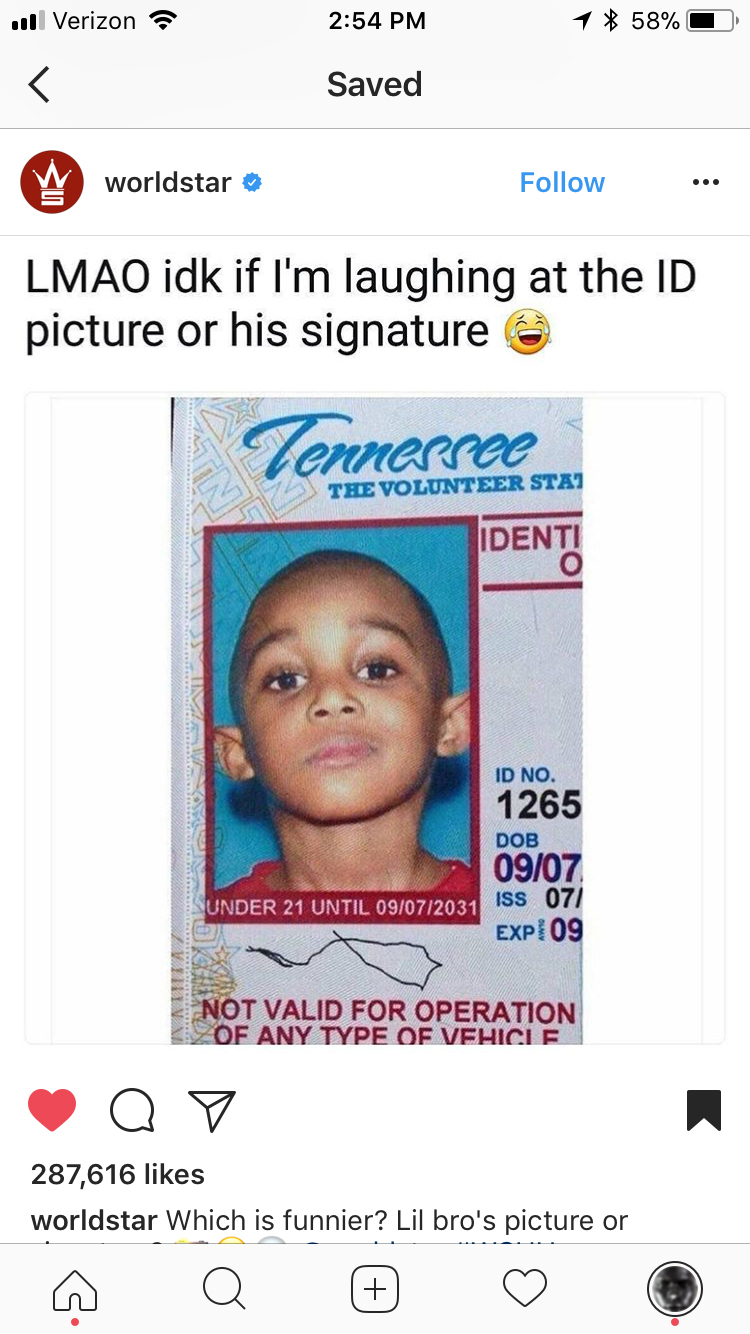 Verizon 2:54 PM 58%
Saved
worldstar Follow
LMAO idk if I'm laughing at the ID
picture or his signature 😂
Tennessee
THE VOLUNTEER STAT
IDENTI
O
ID NO.
1265
DOB
09/07
ISS 07/
EXP 09
UNDER 21 UNTIL 09/07/2031
NOT VALID FOR OPERATION
OF ANY TYPE OF VEHICLE
287,616 likes
worldstar Which is funnier? Lil bro's picture or